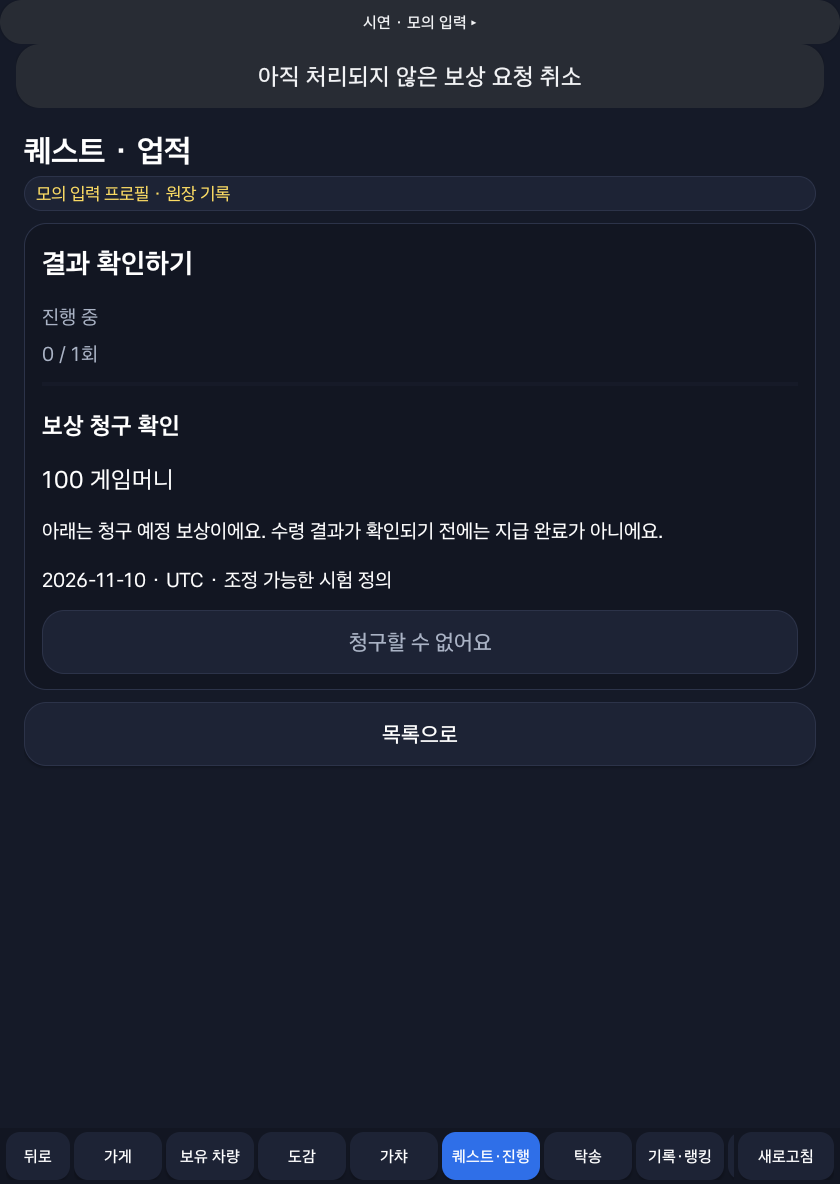 시연 · 모의 입력 ▸
아직 처리되지 않은 보상 요청 취소
퀘스트 · 업적
모의 입력 프로필 · 원장 기록
결과 확인하기
진행 중
0 / 1회
보상 청구 확인
100 게임머니
아래는 청구 예정 보상이에요. 수령 결과가 확인되기 전에는 지급 완료가 아니에요.
2026-11-10 · UTC · 조정 가능한 시험 정의
청구할 수 없어요
목록으로
뒤로 가게 보유 차량 도감 가챠 퀘스트·진행 탁송 기록·랭킹 새로고침